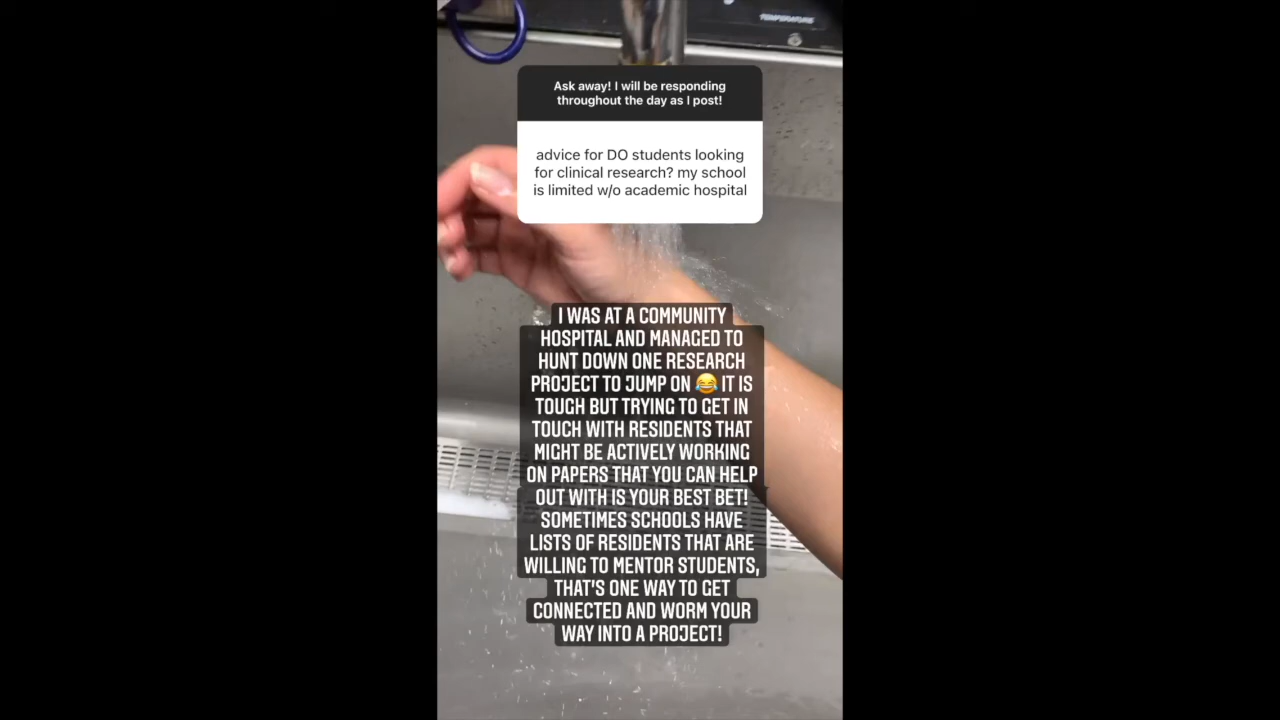 TEMPERATURE
Ask away! I will be responding
throughout the day as I post!
advice for DO students looking
for clinical research? my school
is limited w/o academic hospital
I WAS AT A COMMUNITY
HOSPITAL AND MANAGED TO
HUNT DOWN ONE RESEARCH
PROJECT TO JUMP ON 😂 IT IS
TOUGH BUT TRYING TO GET IN
TOUCH WITH RESIDENTS THAT
MIGHT BE ACTIVELY WORKING
ON PAPERS THAT YOU CAN HELP
OUT WITH IS YOUR BEST BET!
SOMETIMES SCHOOLS HAVE
LISTS OF RESIDENTS THAT ARE
WILLING TO MENTOR STUDENTS,
THAT'S ONE WAY TO GET
CONNECTED AND WORM YOUR
WAY INTO A PROJECT!